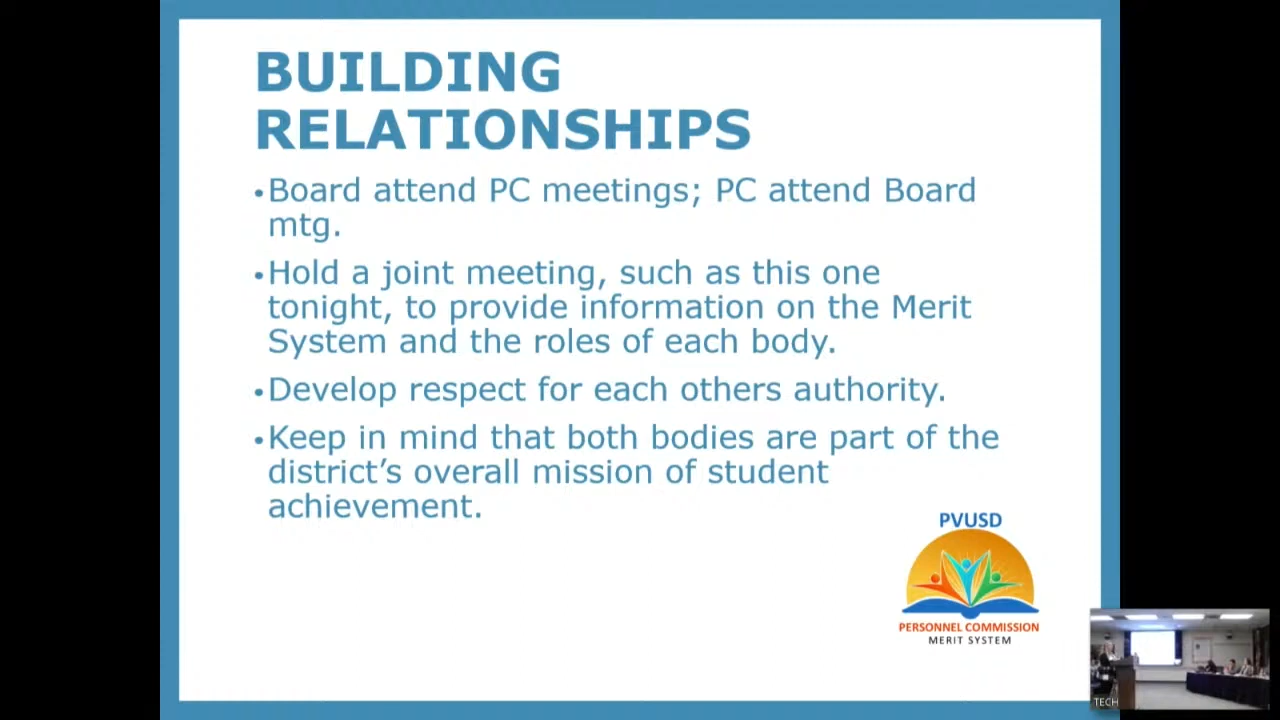 BUILDING
RELATIONSHIPS
•Board attend PC meetings; PC attend Board
mtg.
•Hold a joint meeting, such as this one
tonight, to provide information on the Merit
System and the roles of each body.
•Develop respect for each others authority.
•Keep in mind that both bodies are part of the
district’s overall mission of student
achievement.
PVUSD
PERSONNEL COMMISSION
MERIT SYSTEM
TECH